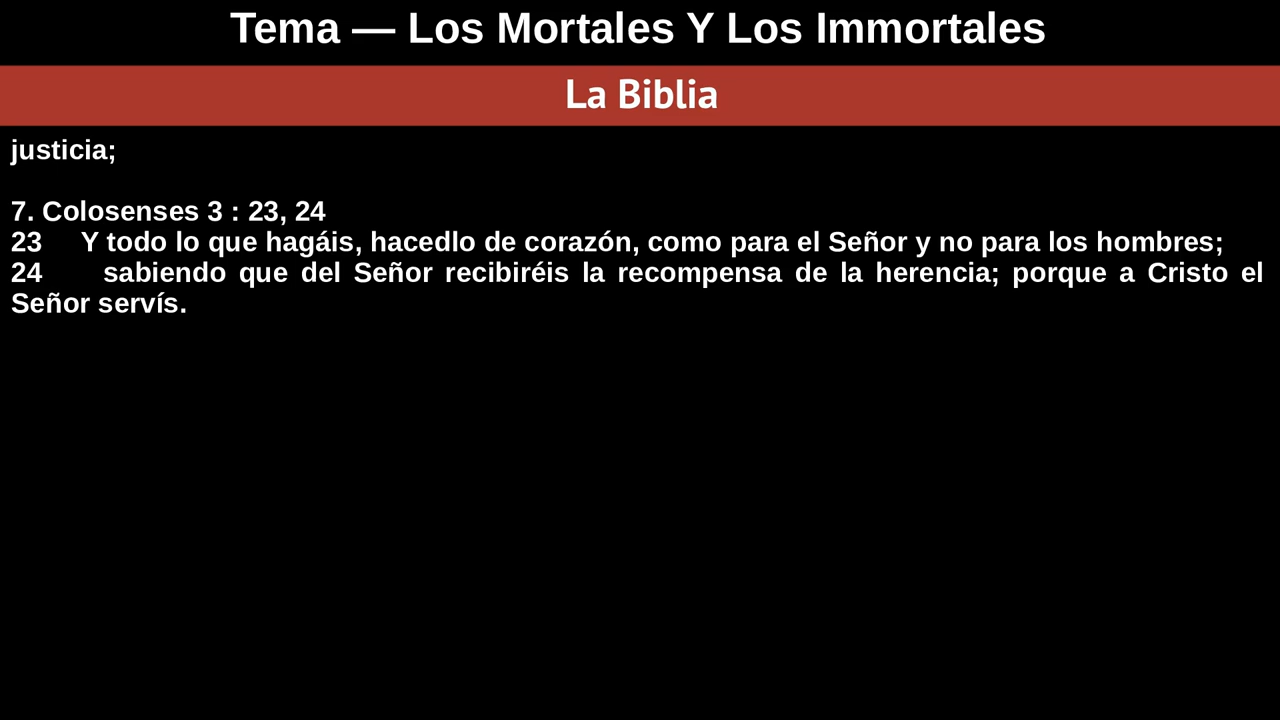 Tema — Los Mortales Y Los Immortales
La Biblia
justicia;
7. Colosenses 3 : 23, 24
23 Y todo lo que hagáis, hacedlo de corazón, como para el Señor y no para los hombres;
24 sabiendo que del Señor recibiréis la recompensa de la herencia; porque a Cristo el
Señor servís.